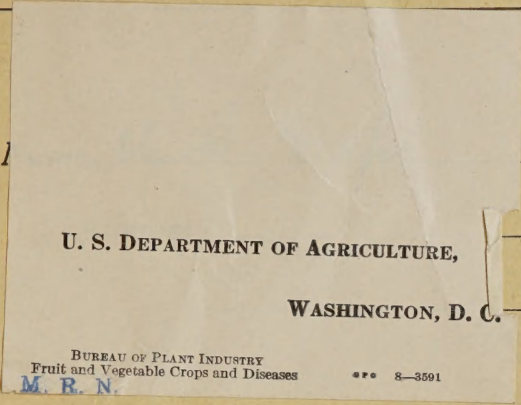 U. S. DEPARTMENT OF AGRICULTURE,
WASHINGTON, D. C.
BUREAU OF PLANT INDUSTRY
Fruit and Vegetable Crops and Diseases
GPO 8—3591
M. R. N.